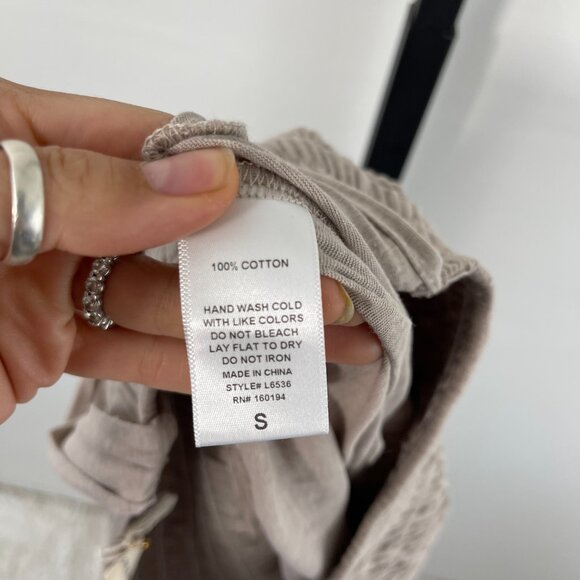 100% COTTON
HAND WASH COLD
WITH LIKE COLORS
DO NOT BLEACH
LAY FLAT TO DRY
DO NOT IRON
MADE IN CHINA
STYLE# L6536
RN# 160194
S